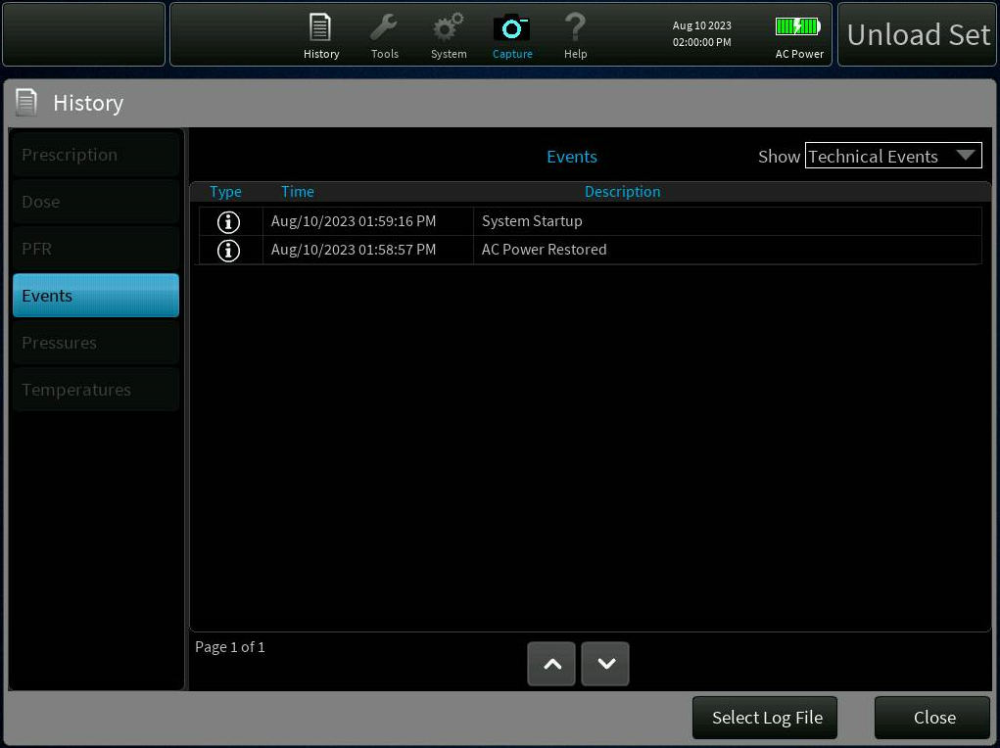 History
Tools
System
Capture
Help
Aug 10 2023
02:00:00 PM
AC Power
Unload Set
History
Prescription
Dose
PFR
Events
Pressures
Temperatures
Events
Show Technical Events
Type Time Description
Aug/10/2023 01:59:16 PM System Startup
Aug/10/2023 01:58:57 PM AC Power Restored
Page 1 of 1
Select Log File
Close